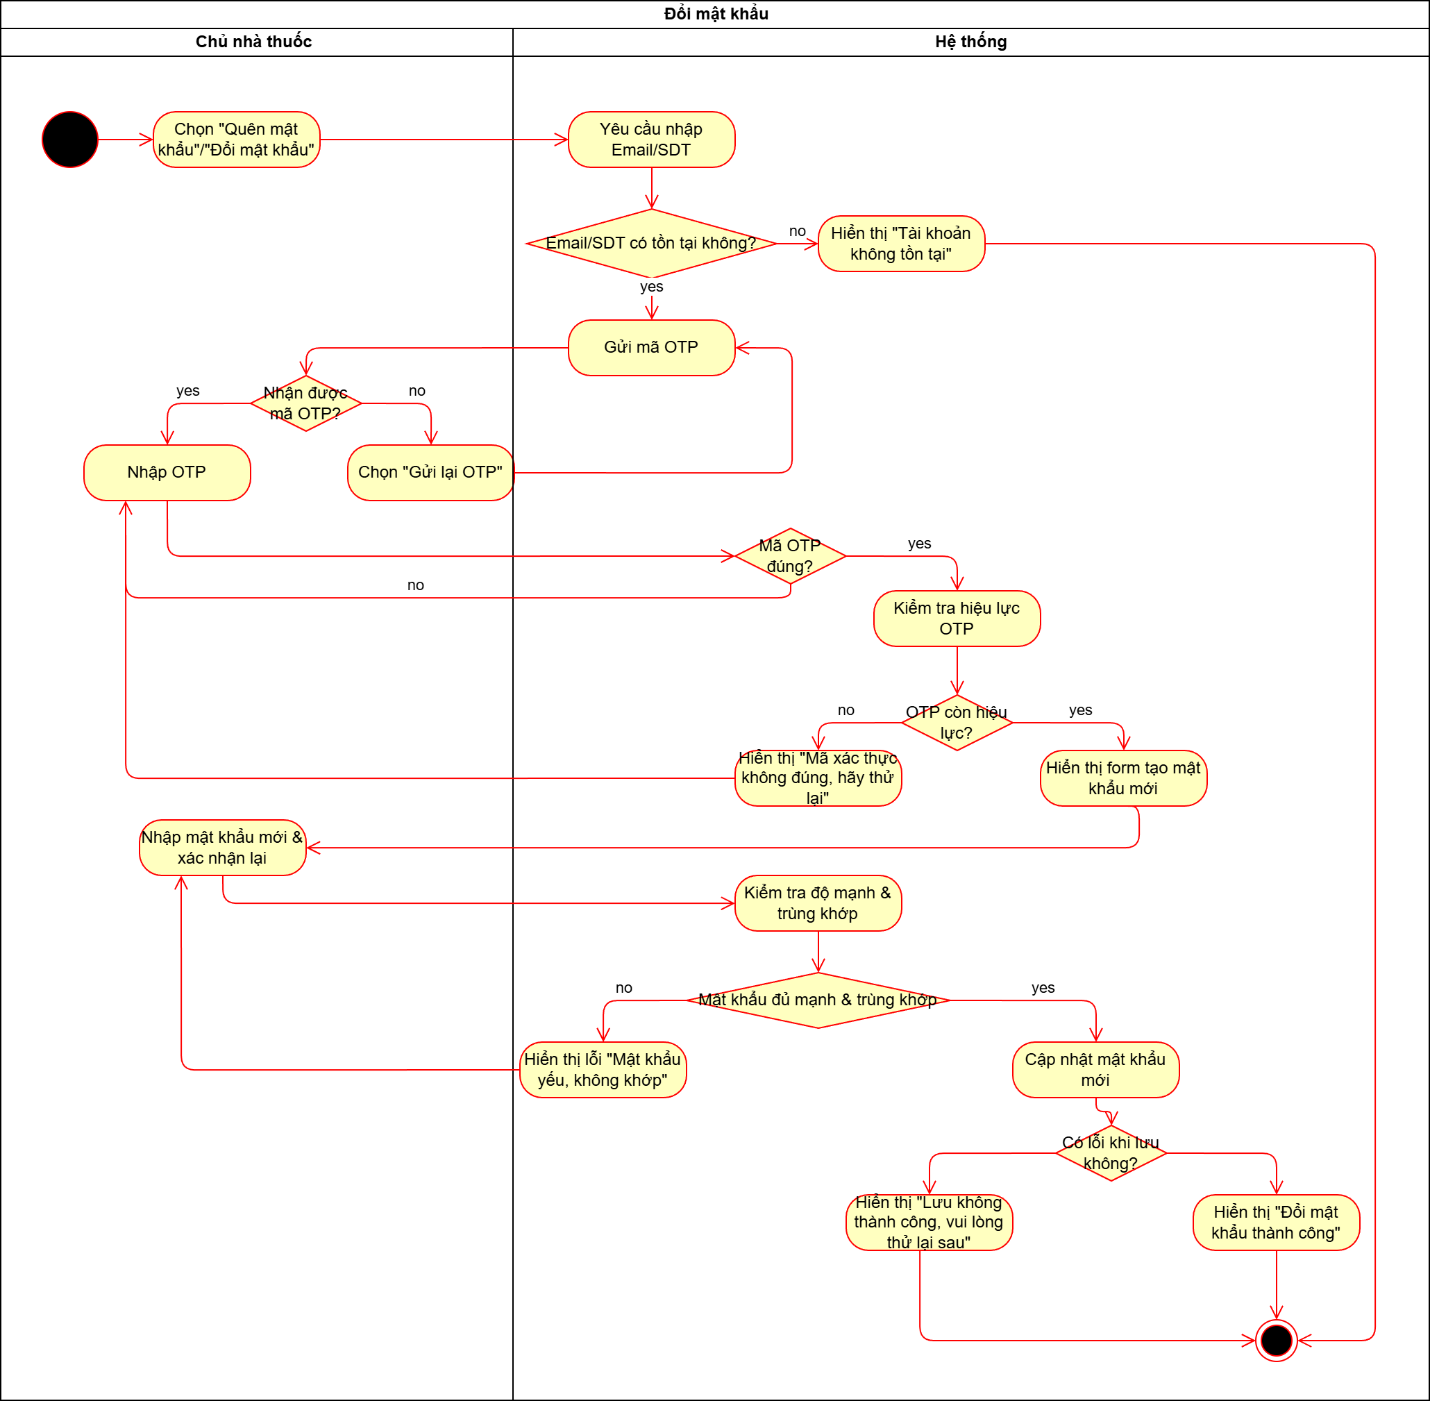 Đổi mật khẩu
Chủ nhà thuốc
Hệ thống
Chọn "Quên mật
khẩu"/"Đổi mật khẩu"
Yêu cầu nhập
Email/SDT
Email/SDT có tồn tại không?
no
Hiển thị "Tài khoản
không tồn tại"
yes
Gửi mã OTP
Nhận được
mã OTP?
yes
no
Nhập OTP
Chọn "Gửi lại OTP"
Mã OTP
đúng?
yes
no
Kiểm tra hiệu lực
OTP
OTP còn hiệu
lực?
no
yes
Hiển thị "Mã xác thực
không đúng, hãy thử
lại"
Hiển thị form tạo mật
khẩu mới
Nhập mật khẩu mới &
xác nhận lại
Kiểm tra độ mạnh &
trùng khớp
Mật khẩu đủ mạnh & trùng khớp
no
yes
Hiển thị lỗi "Mật khẩu
yếu, không khớp"
Cập nhật mật khẩu
mới
Có lỗi khi lưu
không?
Hiển thị "Lưu không
thành công, vui lòng
thử lại sau"
Hiển thị "Đổi mật
khẩu thành công"